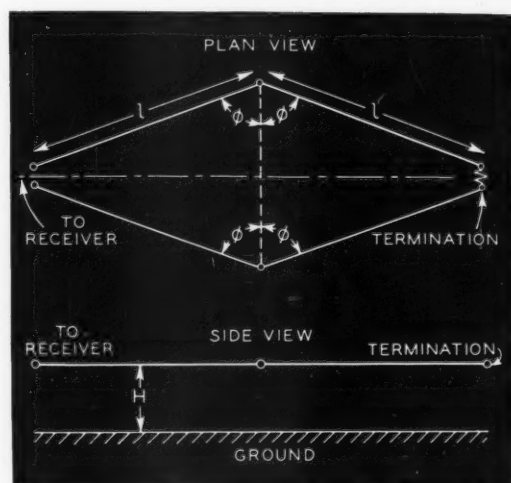 PLAN VIEW
l
l
ϕ ϕ
ϕ ϕ
TO
RECEIVER
TERMINATION
TO
RECEIVER
SIDE VIEW
TERMINATION
H
GROUND